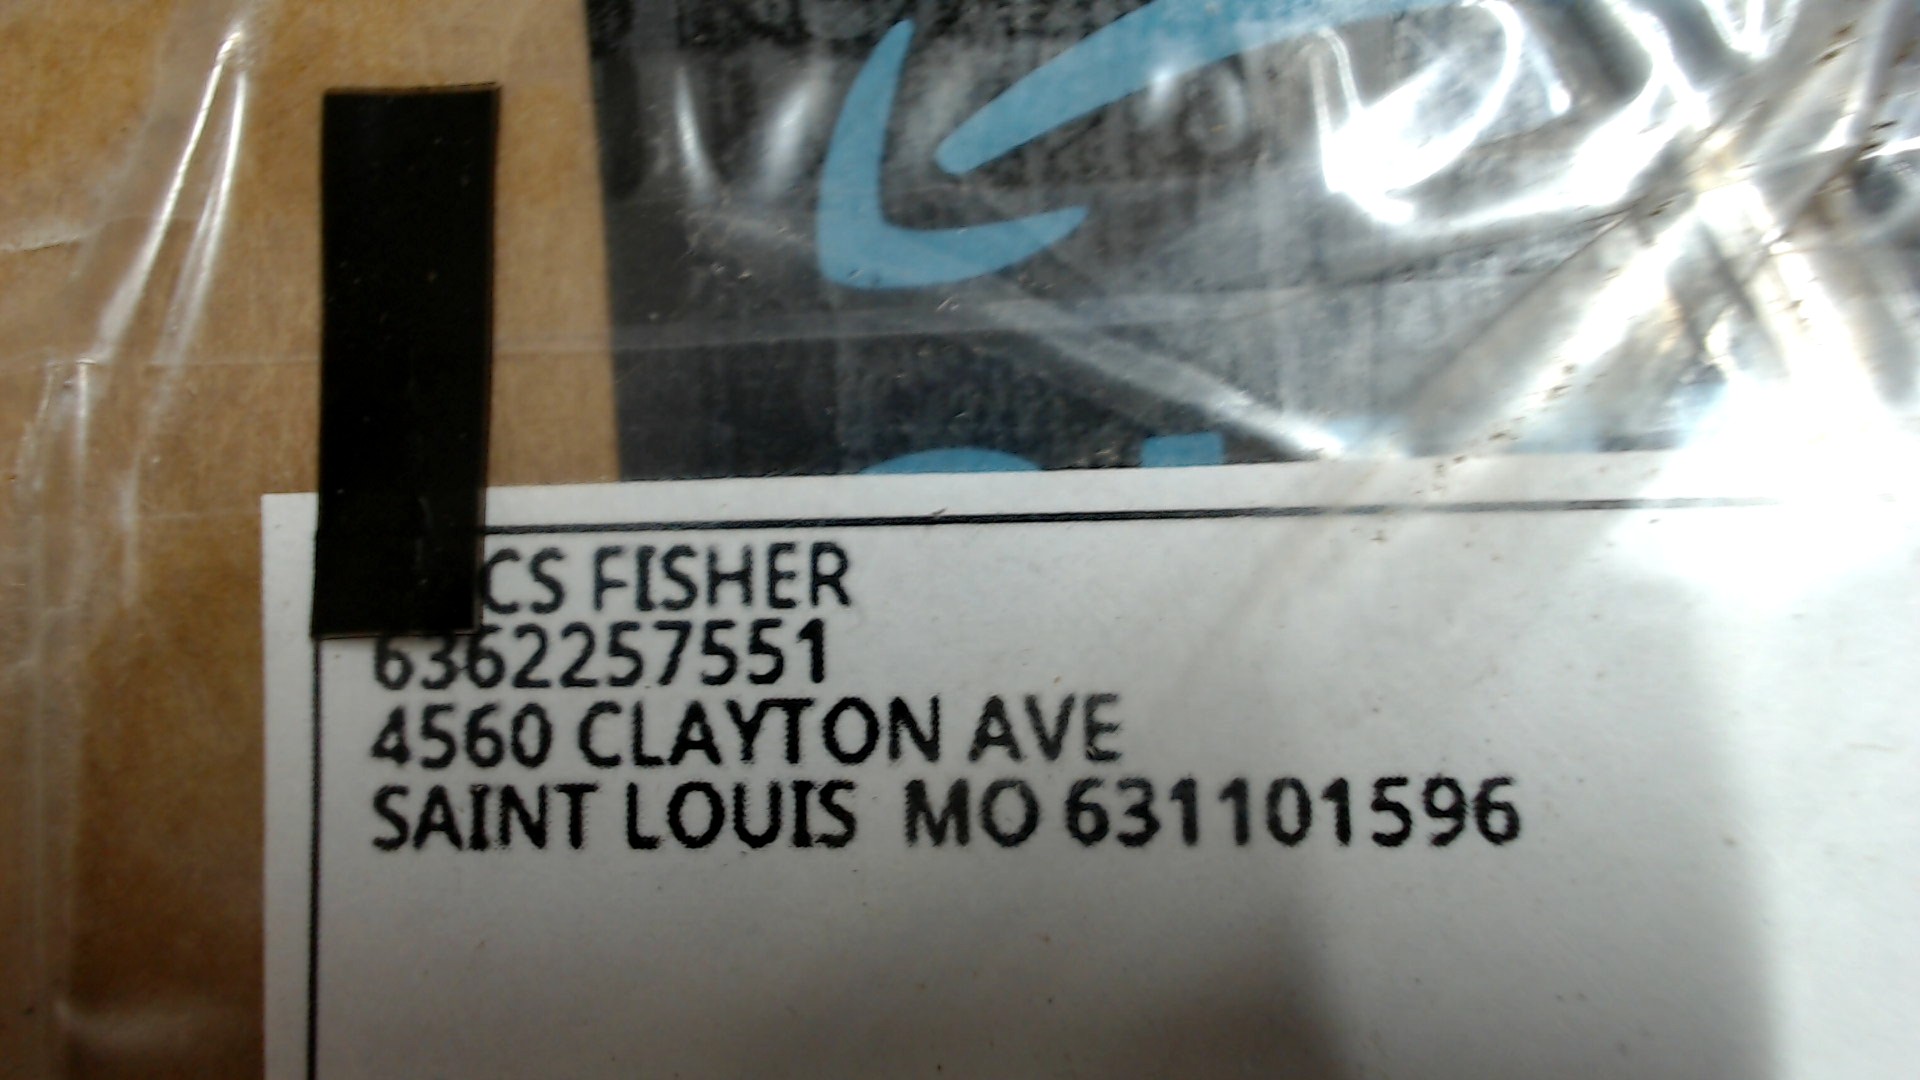 CS FISHER
6362257551
4560 CLAYTON AVE
SAINT LOUIS MO 631101596